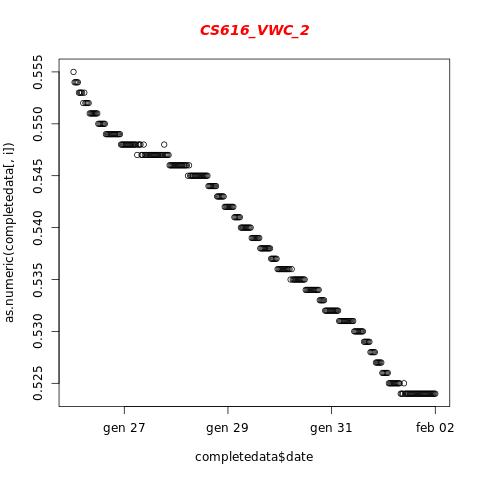 CS616_VWC_2
as.numeric(completedata[, i])
0.555
0.550
0.545
0.540
0.535
0.530
0.525
gen 27
gen 29
gen 31
feb 02
completedata$date